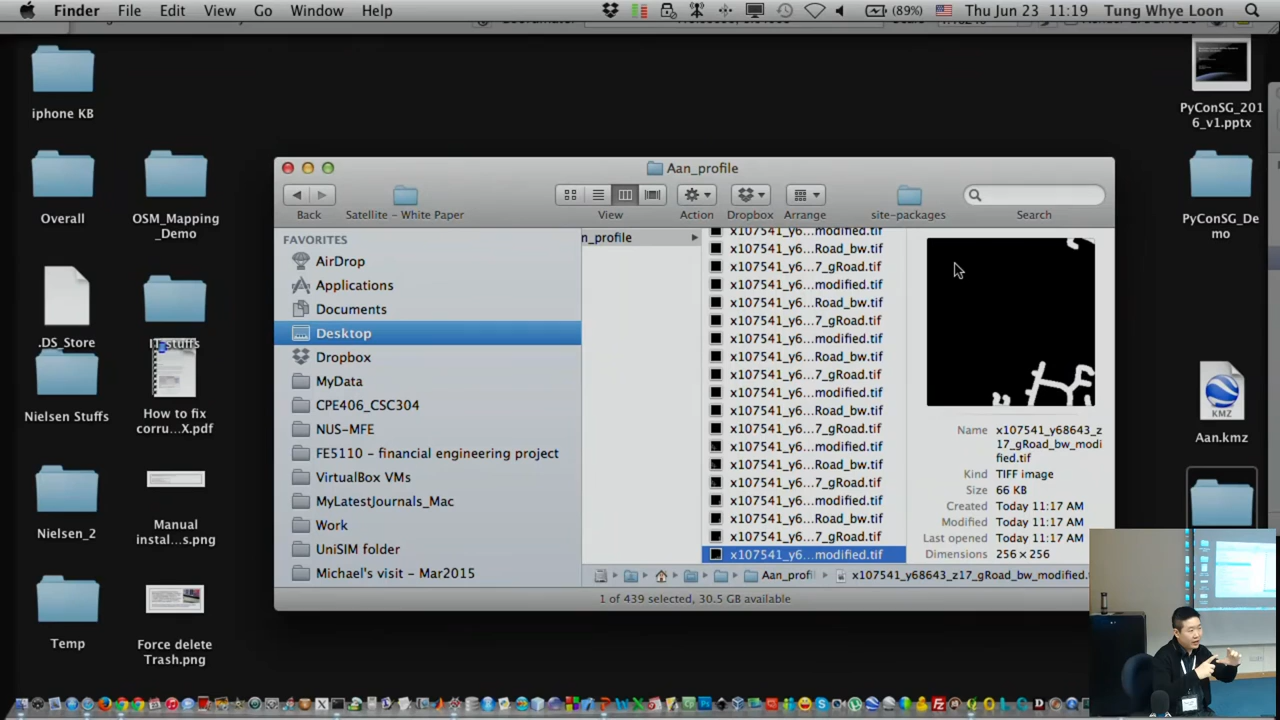 Finder File Edit View Go Window Help (89%) Thu Jun 23 11:19 Tung Whye Loon
iphone KB
Overall
OSM_Mapping
_Demo
.DS_Store
IT stuffs
Nielsen Stuffs
How to fix
corru...X.pdf
Nielsen_2
Manual
instal...s.png
Temp
Force delete
Trash.png
Aan_profile
Back
Satellite - White Paper
View
Action
Dropbox
Arrange
site-packages
Search
FAVORITES
AirDrop
Applications
Documents
Desktop
Dropbox
MyData
CPE406_CSC304
NUS-MFE
FE5110 - financial engineering project
VirtualBox VMs
MyLatestJournals_Mac
Work
UniSIM folder
Michael's visit - Mar2015
n_profile
x107541_y6...modified.tif
x107541_y6...Road_bw.tif
x107541_y6...7_gRoad.tif
x107541_y6...modified.tif
x107541_y6...Road_bw.tif
x107541_y6...7_gRoad.tif
x107541_y6...modified.tif
x107541_y6...Road_bw.tif
x107541_y6...7_gRoad.tif
x107541_y6...modified.tif
x107541_y6...Road_bw.tif
x107541_y6...7_gRoad.tif
x107541_y6...modified.tif
x107541_y6...Road_bw.tif
x107541_y6...7_gRoad.tif
x107541_y6...modified.tif
x107541_y6...Road_bw.tif
x107541_y6...7_gRoad.tif
x107541_y6...modified.tif
Name x107541_y68643_z
17_gRoad_bw_modi
fied.tif
Kind TIFF image
Size 66 KB
Created Today 11:17 AM
Modified Today 11:17 AM
Last opened Today 11:17 AM
Dimensions 256 × 256
Aan_profi x107541_y68643_z17_gRoad_bw_modified.
1 of 439 selected, 30.5 GB available
PyConSG_201
6_v1.pptx
PyConSG_De
mo
KMZ
Aan.kmz